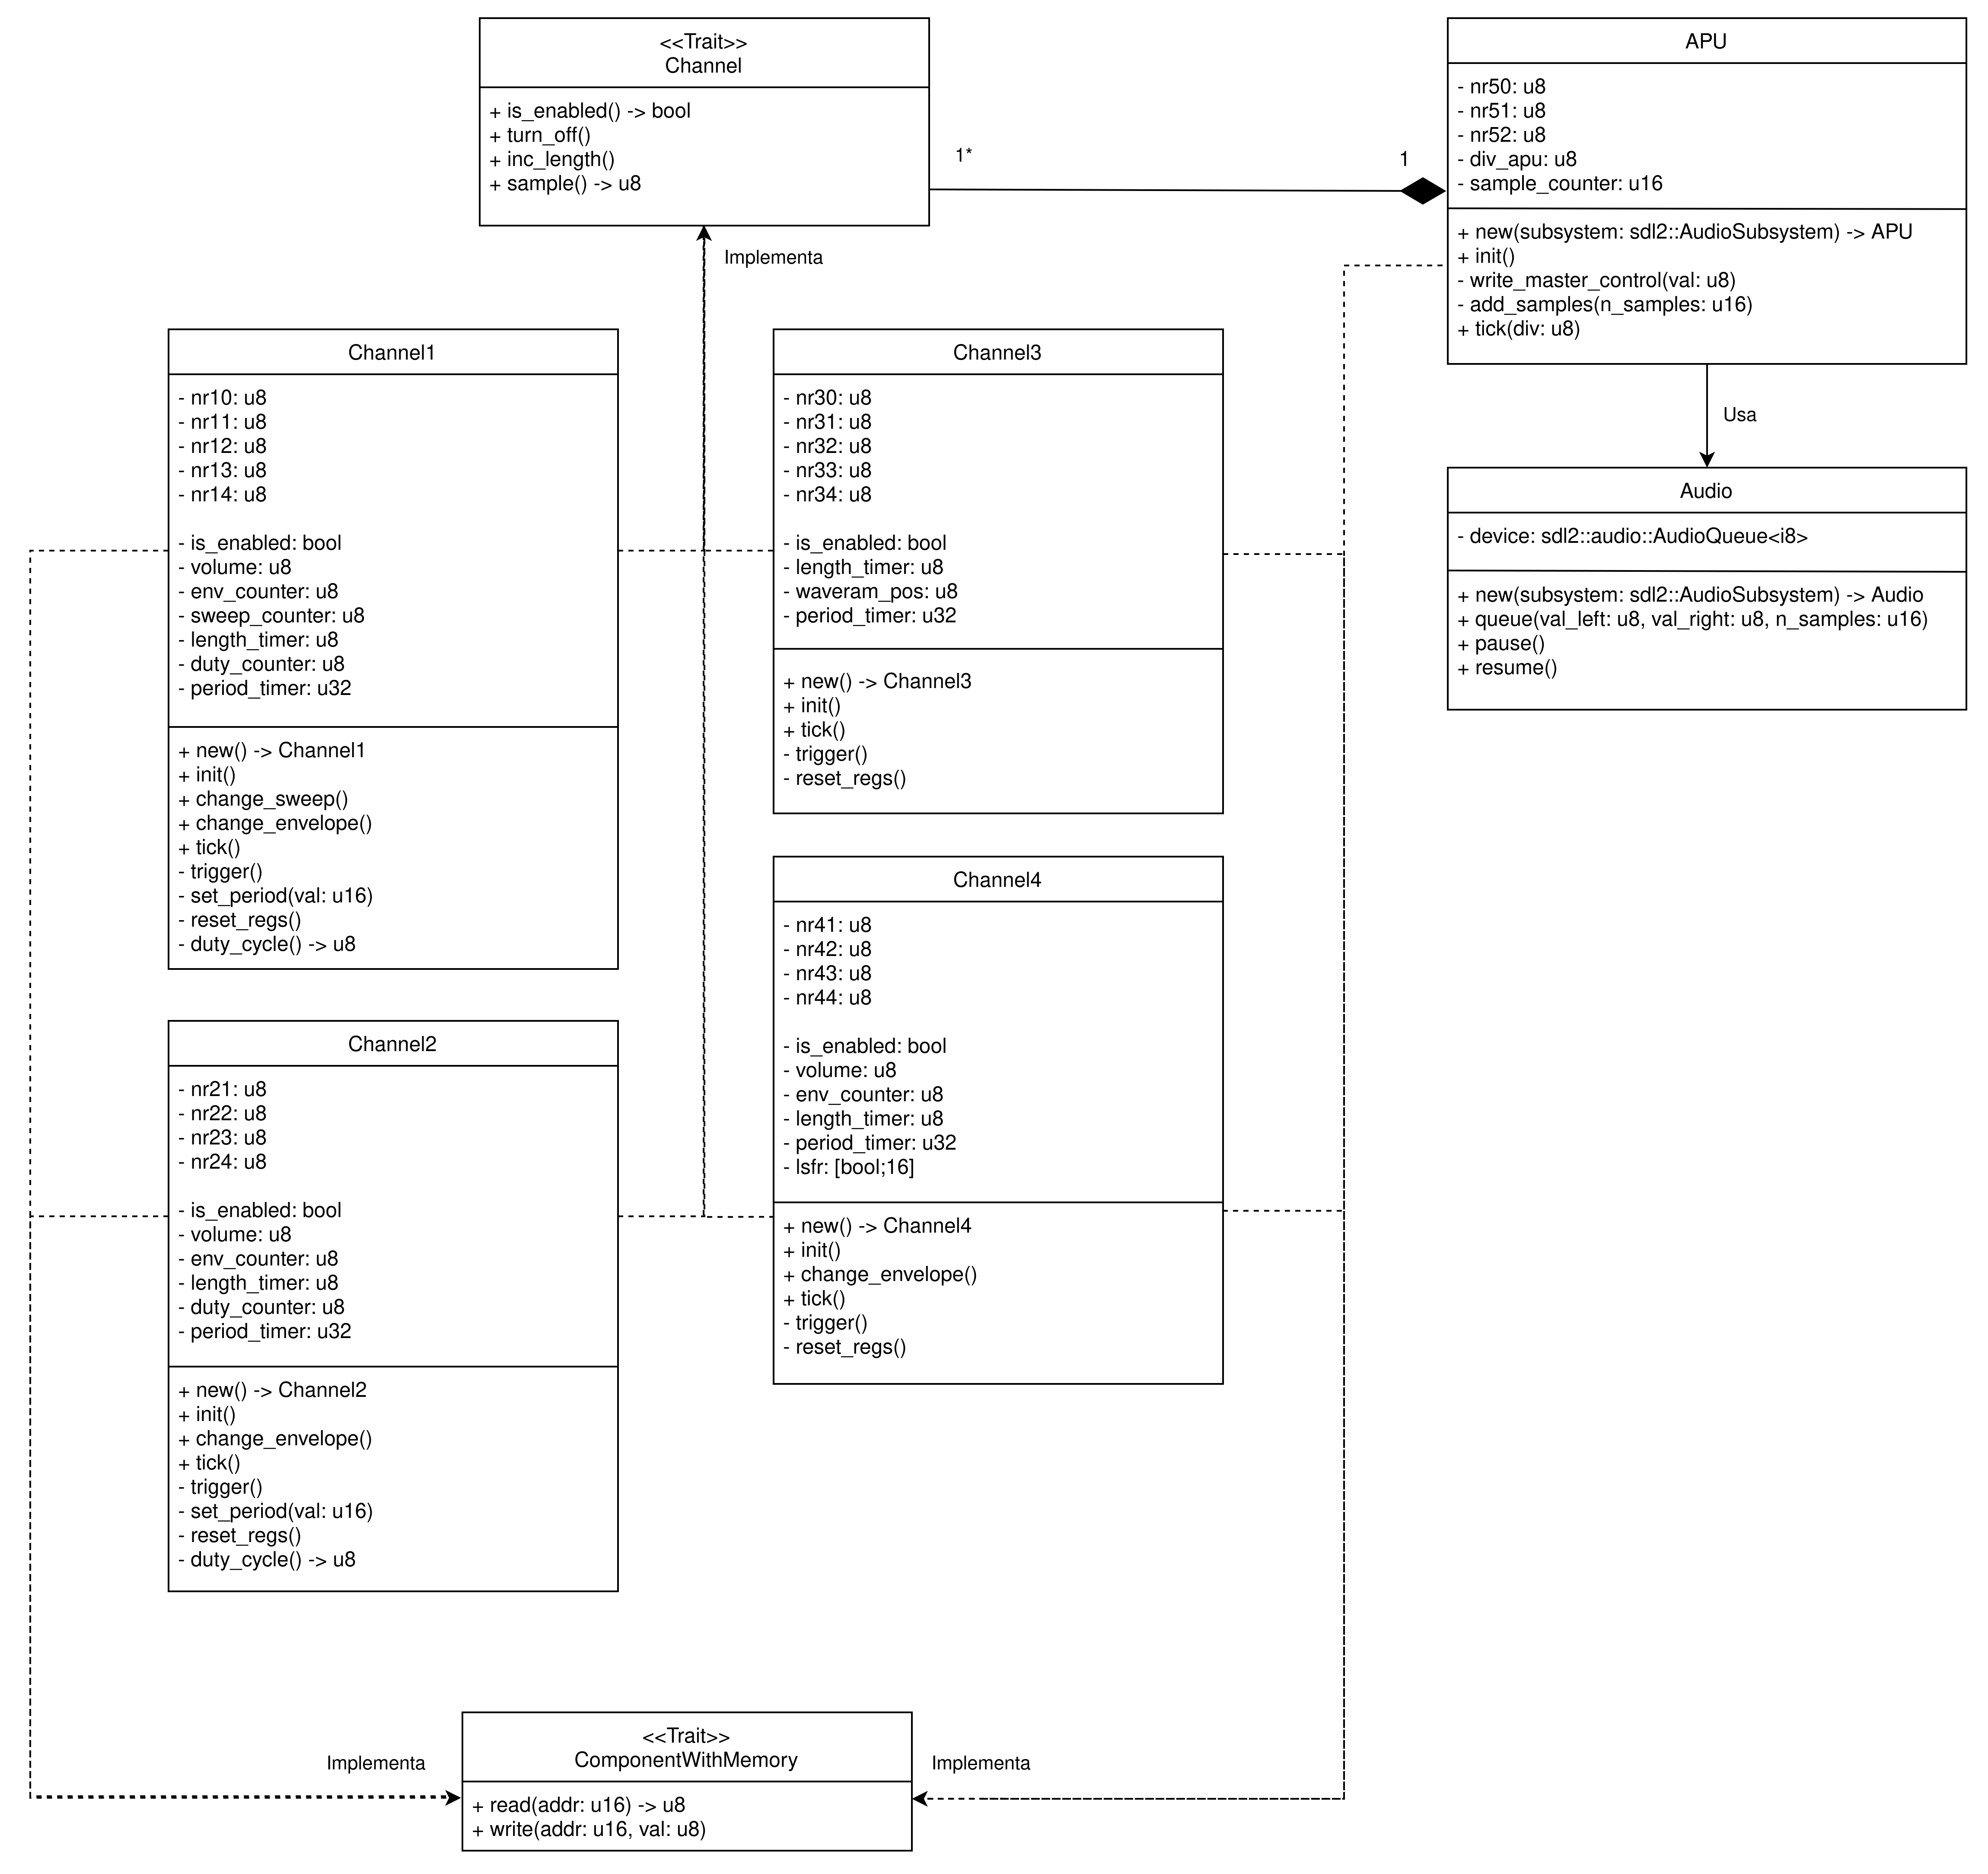 <<Trait>>
Channel
+ is_enabled() -> bool
+ turn_off()
+ inc_length()
+ sample() -> u8
1*
1
APU
- nr50: u8
- nr51: u8
- nr52: u8
- div_apu: u8
- sample_counter: u16
+ new(subsystem: sdl2::AudioSubsystem) -> APU
+ init()
- write_master_control(val: u8)
- add_samples(n_samples: u16)
+ tick(div: u8)
Implementa
Usa
Channel1
- nr10: u8
- nr11: u8
- nr12: u8
- nr13: u8
- nr14: u8
- is_enabled: bool
- volume: u8
- env_counter: u8
- sweep_counter: u8
- length_timer: u8
- duty_counter: u8
- period_timer: u32
+ new() -> Channel1
+ init()
+ change_sweep()
+ change_envelope()
+ tick()
- trigger()
- set_period(val: u16)
- reset_regs()
- duty_cycle() -> u8
Channel3
- nr30: u8
- nr31: u8
- nr32: u8
- nr33: u8
- nr34: u8
- is_enabled: bool
- length_timer: u8
- waveram_pos: u8
- period_timer: u32
+ new() -> Channel3
+ init()
+ tick()
- trigger()
- reset_regs()
Audio
- device: sdl2::audio::AudioQueue<i8>
+ new(subsystem: sdl2::AudioSubsystem) -> Audio
+ queue(val_left: u8, val_right: u8, n_samples: u16)
+ pause()
+ resume()
Channel2
- nr21: u8
- nr22: u8
- nr23: u8
- nr24: u8
- is_enabled: bool
- volume: u8
- env_counter: u8
- length_timer: u8
- duty_counter: u8
- period_timer: u32
+ new() -> Channel2
+ init()
+ change_envelope()
+ tick()
- trigger()
- set_period(val: u16)
- reset_regs()
- duty_cycle() -> u8
Channel4
- nr41: u8
- nr42: u8
- nr43: u8
- nr44: u8
- is_enabled: bool
- volume: u8
- env_counter: u8
- length_timer: u8
- period_timer: u32
- lsfr: [bool;16]
+ new() -> Channel4
+ init()
+ change_envelope()
+ tick()
- trigger()
- reset_regs()
Implementa
<<Trait>>
ComponentWithMemory
+ read(addr: u16) -> u8
+ write(addr: u16, val: u8)
Implementa